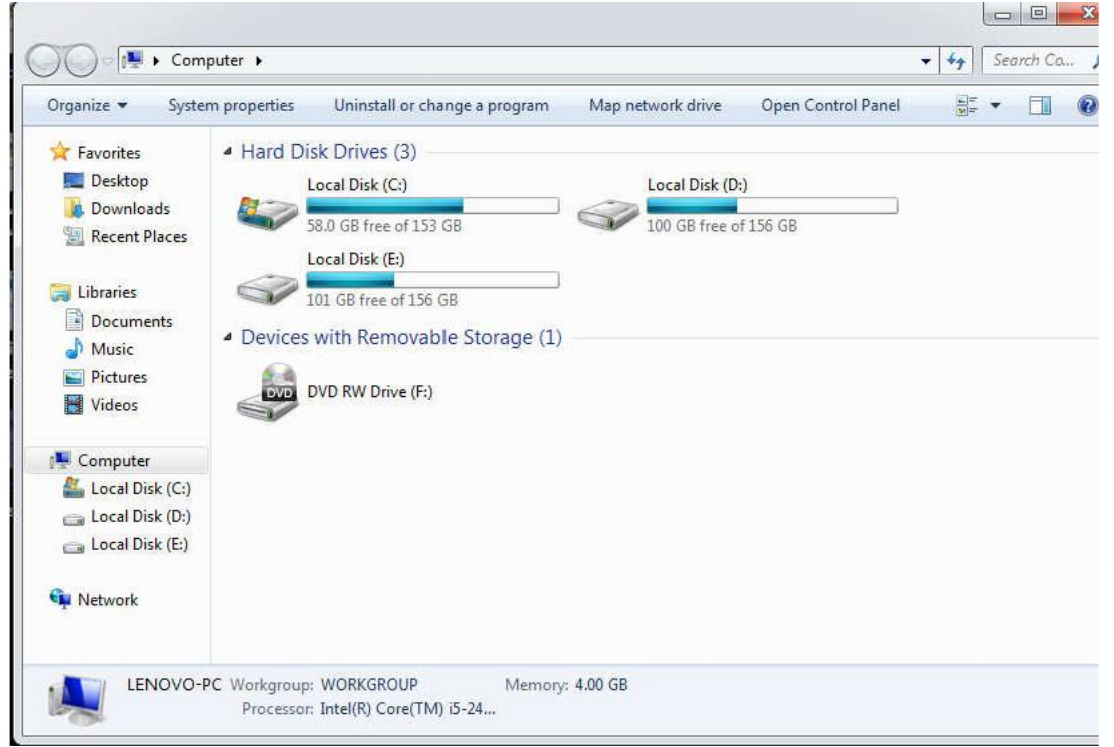 Computer
Search Co...
Organize System properties Uninstall or change a program Map network drive Open Control Panel
Favorites
Desktop
Downloads
Recent Places
Libraries
Documents
Music
Pictures
Videos
Computer
Local Disk (C:)
Local Disk (D:)
Local Disk (E:)
Network
Hard Disk Drives (3)
Local Disk (C:)
58.0 GB free of 153 GB
Local Disk (D:)
100 GB free of 156 GB
Local Disk (E:)
101 GB free of 156 GB
Devices with Removable Storage (1)
DVD
DVD RW Drive (F:)
LENOVO-PC Workgroup: WORKGROUP Memory: 4.00 GB
Processor: Intel(R) Core(TM) i5-24...